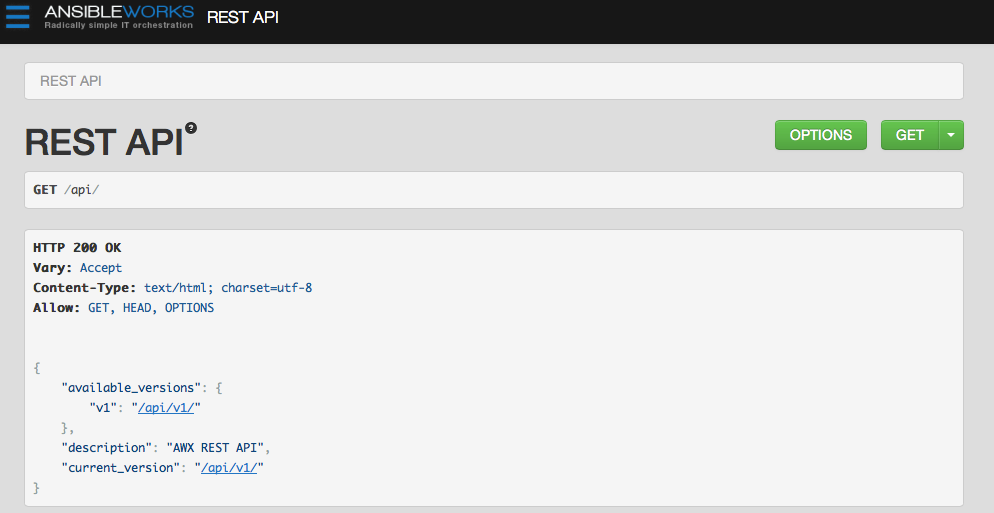 ANSIBLEWORKS REST API
Radically simple IT orchestration
REST API
REST API?
OPTIONS GET
GET /api/
HTTP 200 OK
Vary: Accept
Content-Type: text/html; charset=utf-8
Allow: GET, HEAD, OPTIONS
{
    "available_versions": {
        "v1": "/api/v1/"
    },
    "description": "AWX REST API",
    "current_version": "/api/v1/"
}